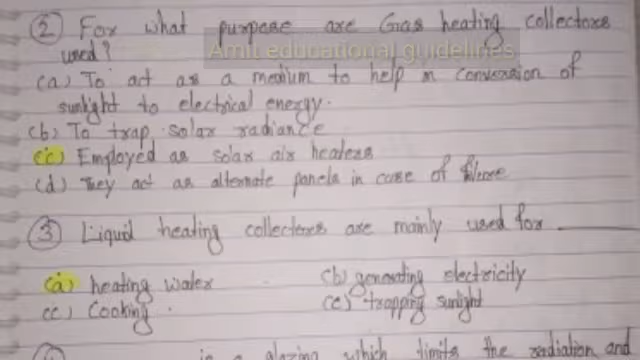 ② For what purpose are Gas heating collectors
used?
Amit educational guidelines
(a) To act as a medium to help in conversion of
sunlight to electrical energy.
(b) To trap solar radiance
(c) Employed as solar air heaters
(d) They act as alternate panels in case of
③ Liquid heating collectors are mainly used for ______
(a) heating water (b) generating electricity
(c) Cooking. (c) trapping sunlight
is a glazing which limits the radiation and